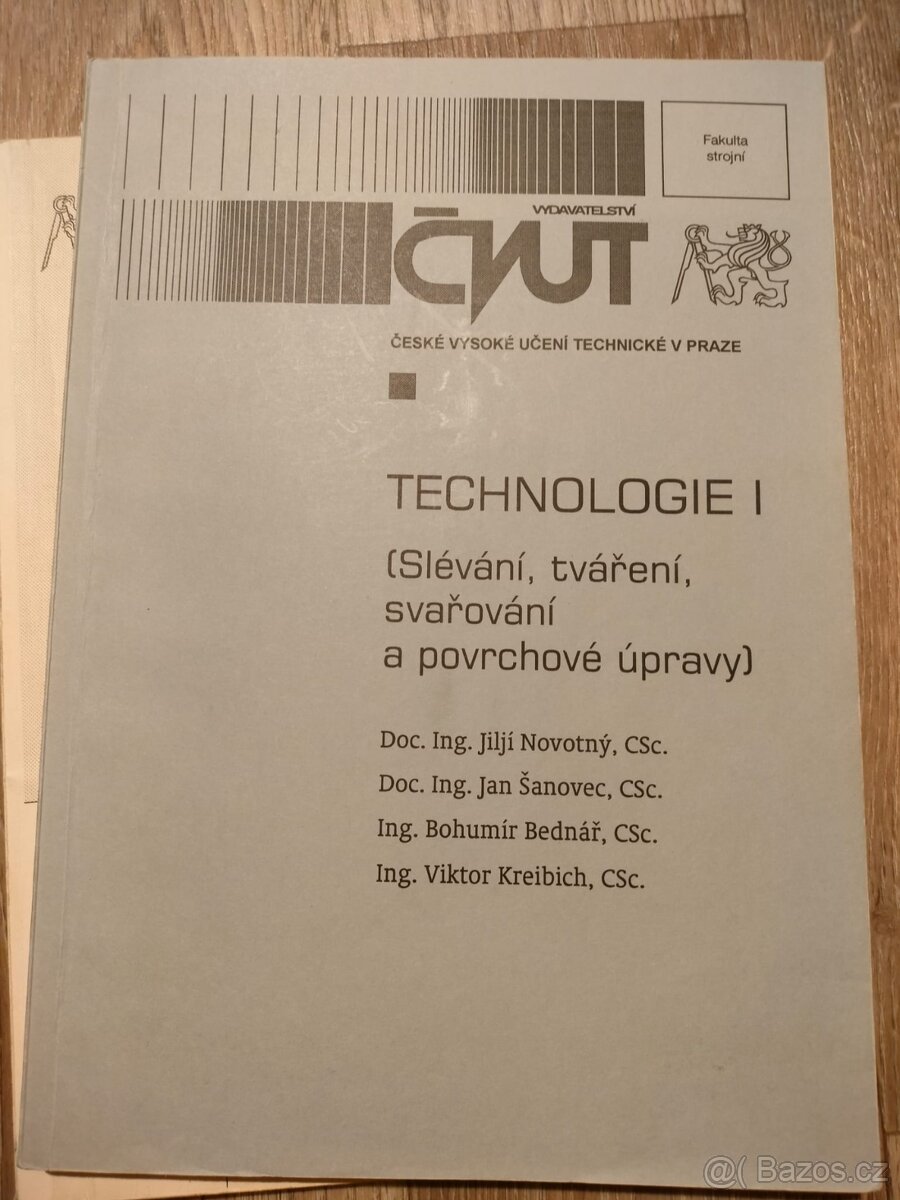 Fakulta
strojní
VYDAVATELSTVÍ
ČVUT
ČESKÉ VYSOKÉ UČENÍ TECHNICKÉ V PRAZE
TECHNOLOGIE I
(Slévání, tváření,
svařování
a povrchové úpravy)
Doc. Ing. Jiljí Novotný, CSc.
Doc. Ing. Jan Šanovec, CSc.
Ing. Bohumír Bednář, CSc.
Ing. Viktor Kreibich, CSc.
@( Bazos.cz